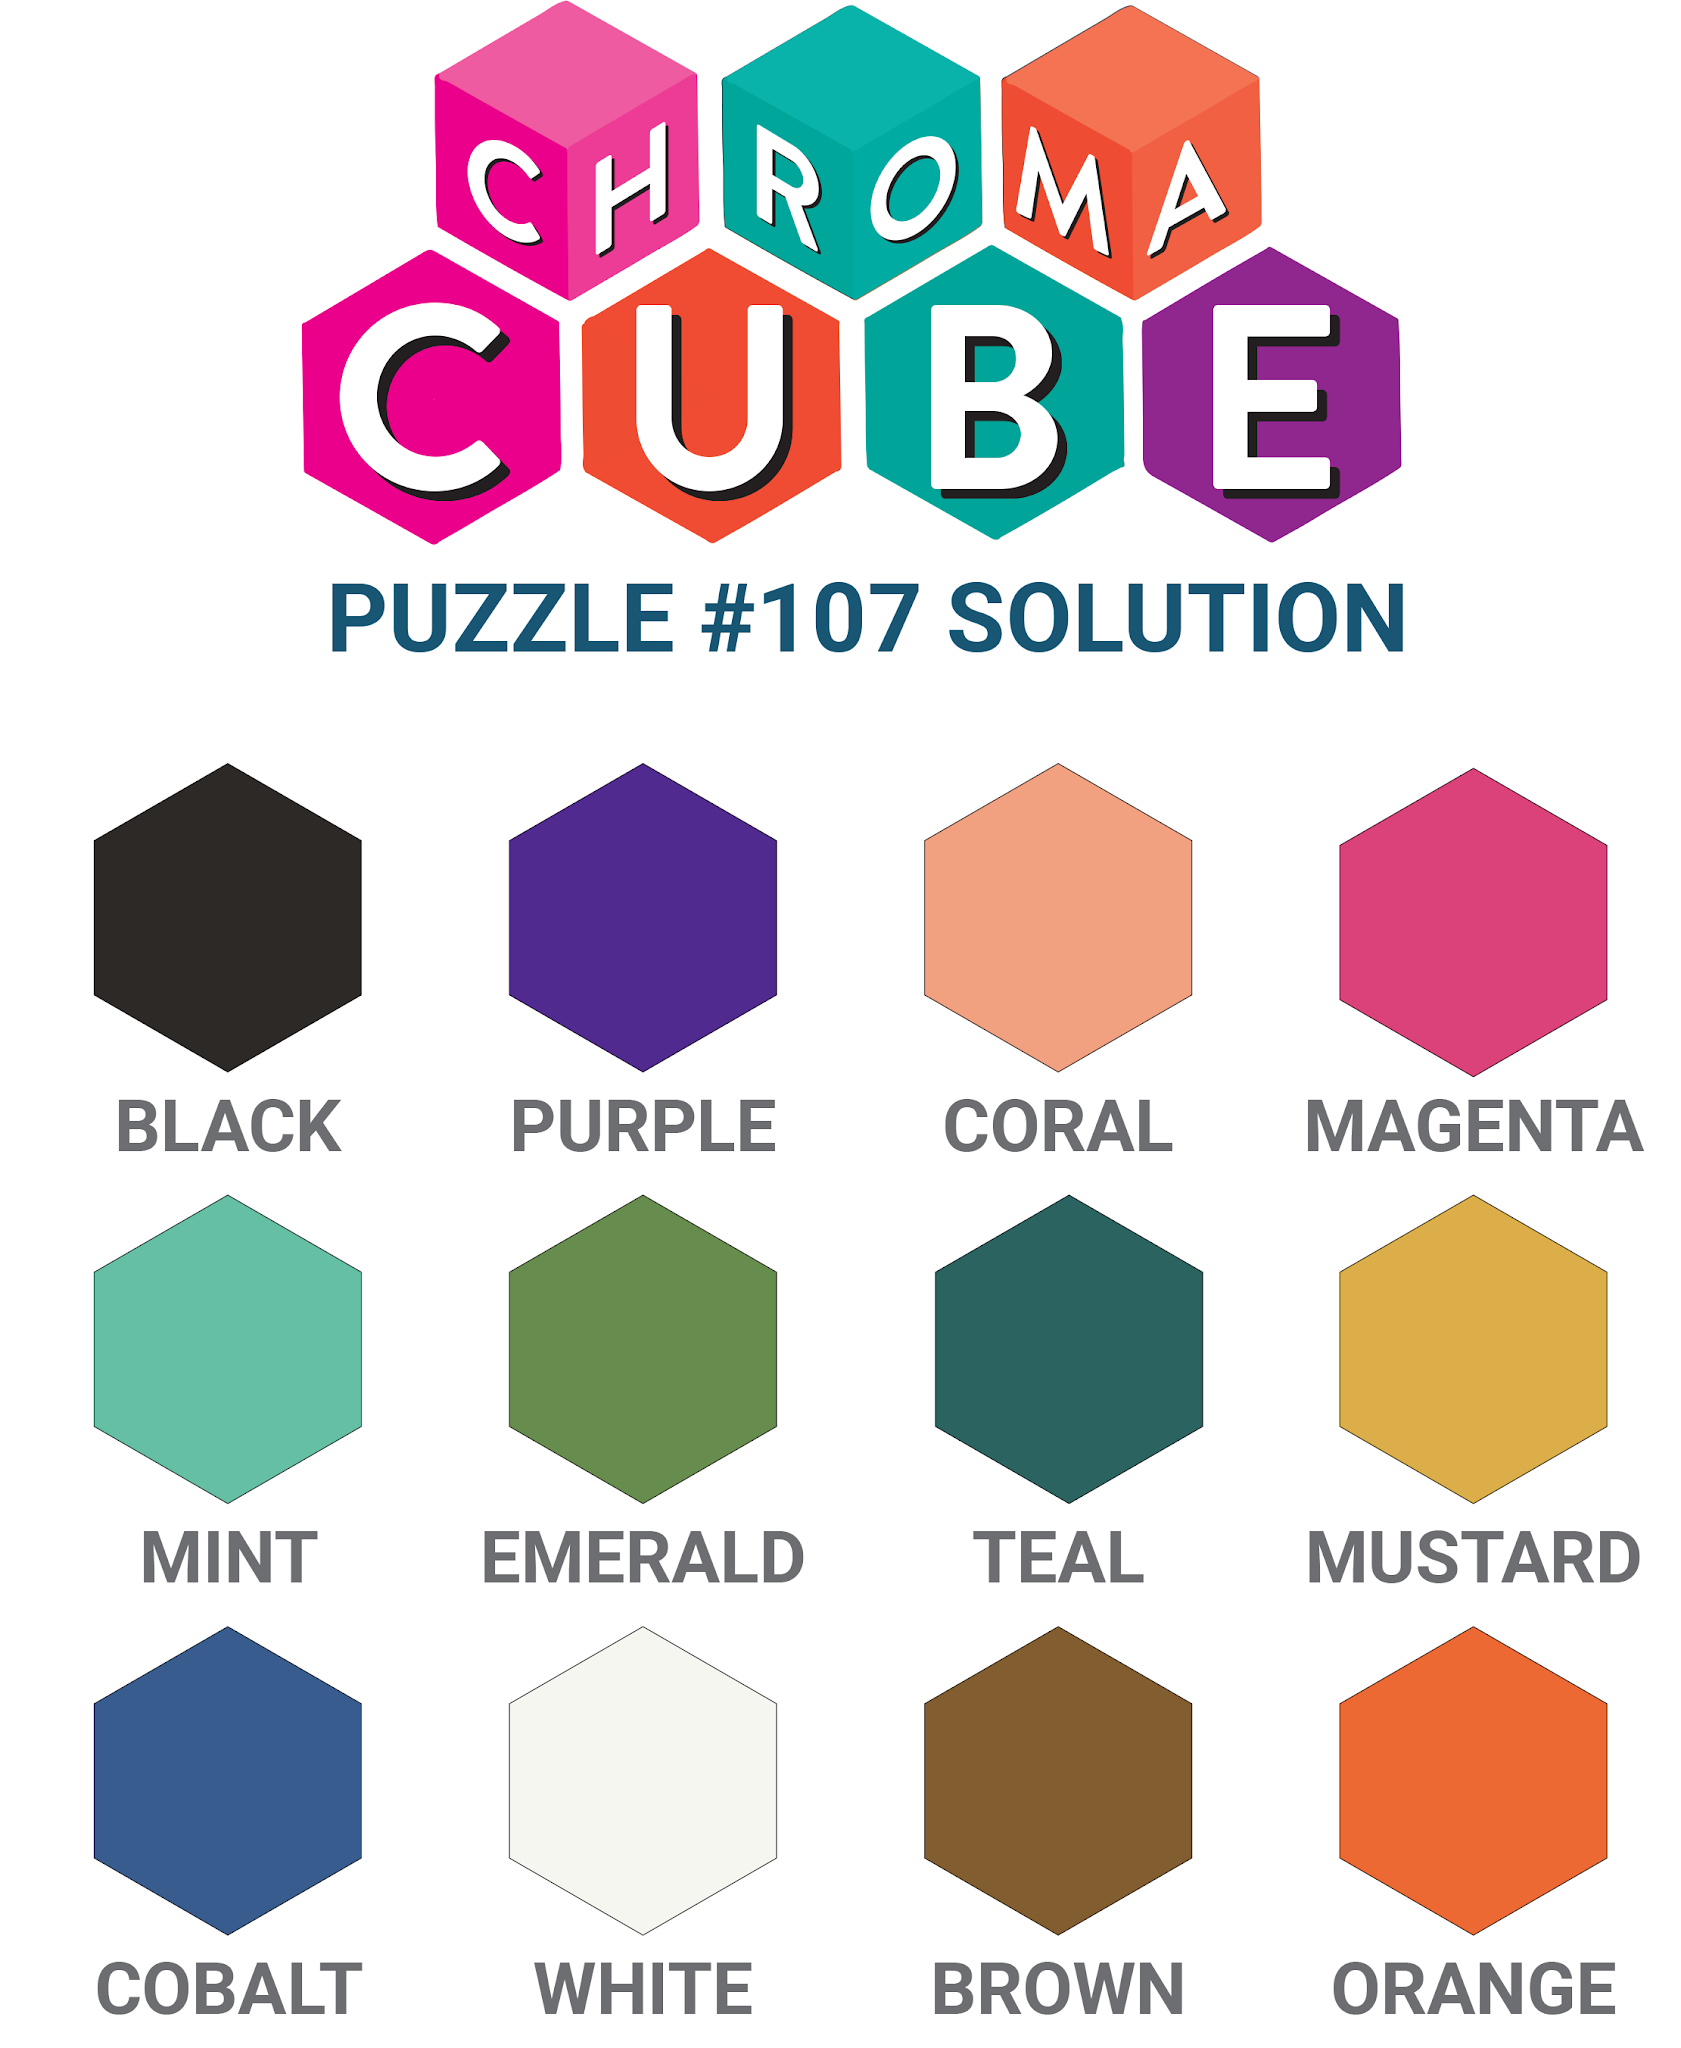 CHROMA
CUBE
PUZZLE #107 SOLUTION
BLACK PURPLE CORAL MAGENTA
MINT EMERALD TEAL MUSTARD
COBALT WHITE BROWN ORANGE